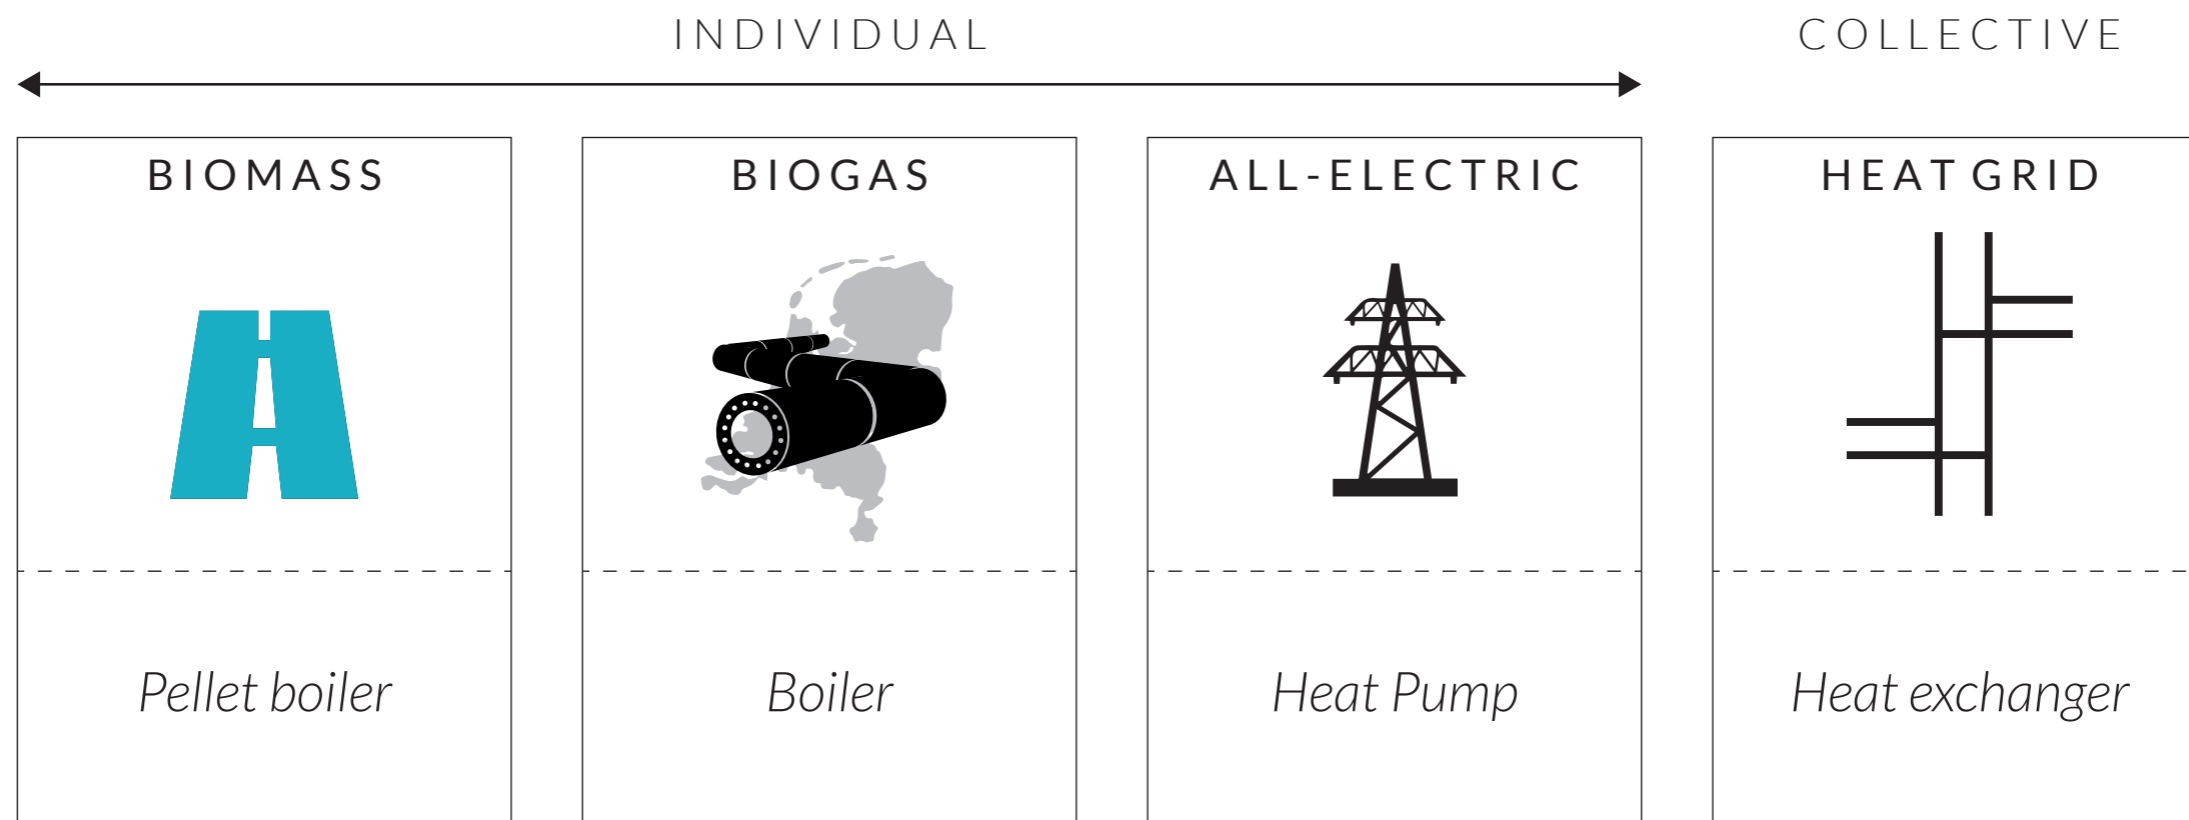 INDIVIDUAL
COLLECTIVE
BIOMASS
BIOGAS
ALL-ELECTRIC
HEAT GRID
Pellet boiler
Boiler
Heat Pump
Heat exchanger